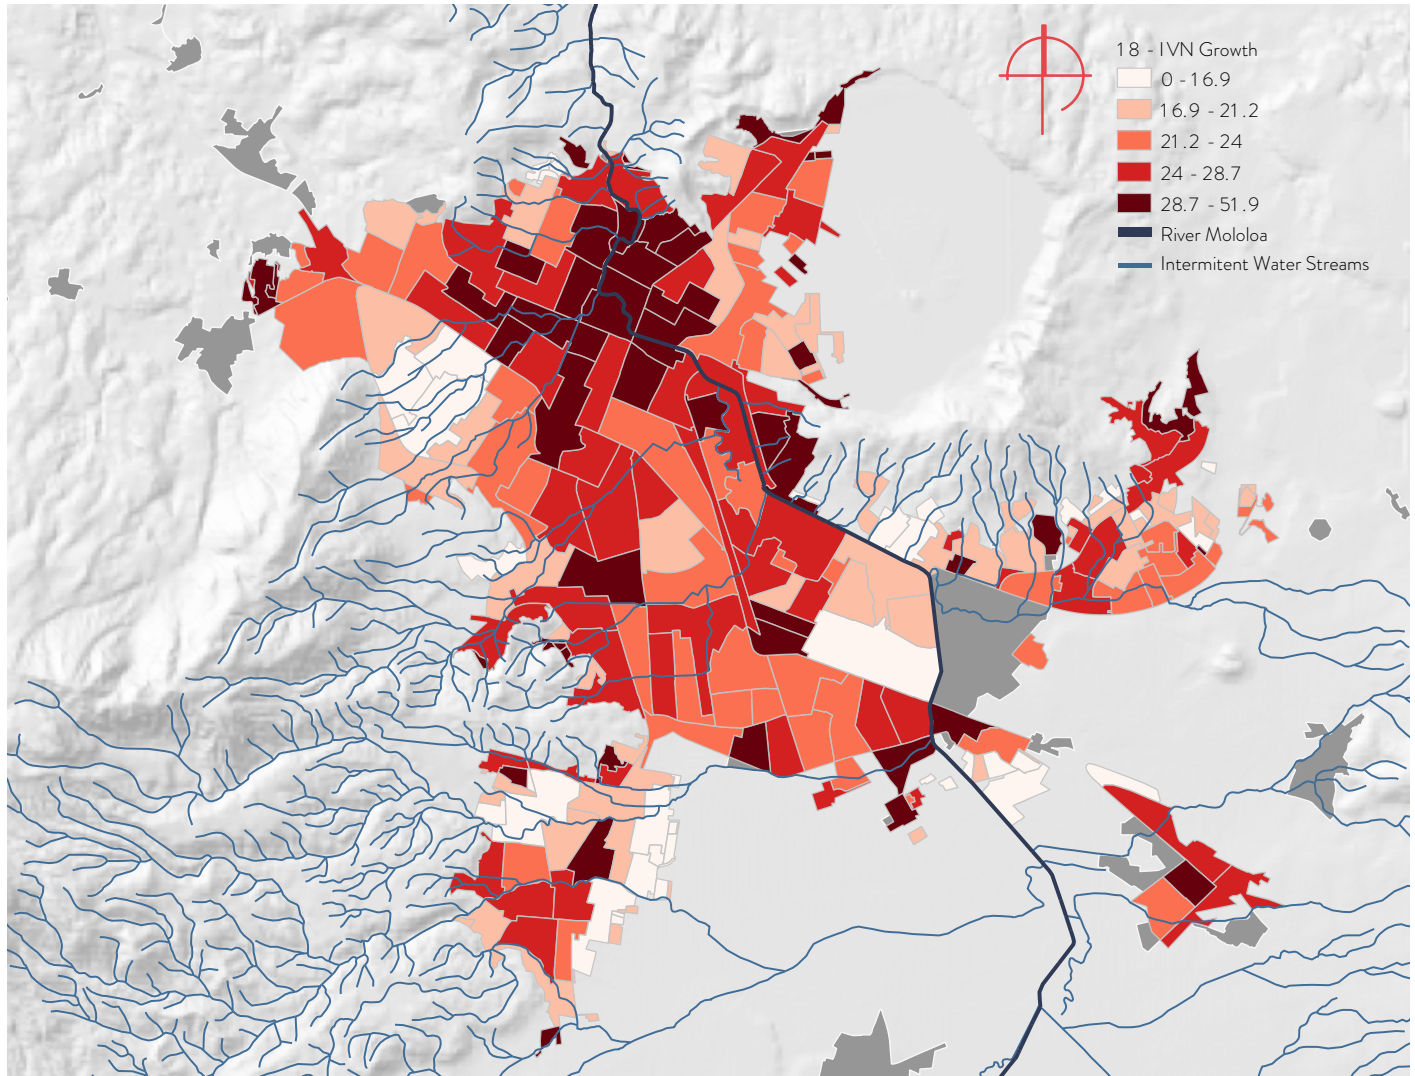 18 - IVN Growth
0 - 16.9
16.9 - 21.2
21.2 - 24
24 - 28.7
28.7 - 51.9
River Mololoa
Intermitent Water Streams